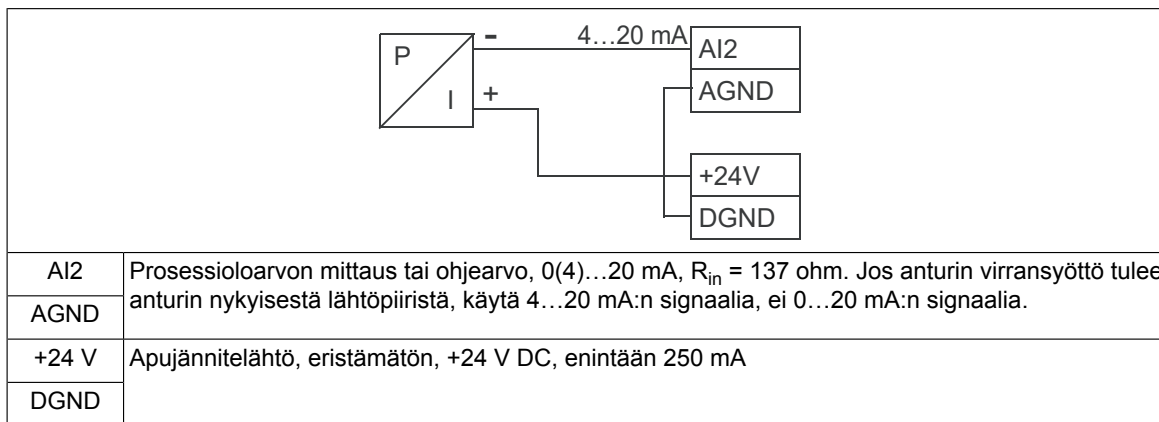 P
I
-
4…20 mA
+
AI2
AGND
+24V
DGND
AI2
AGND
Prosessioloarvon mittaus tai ohjearvo, 0(4)…20 mA, Rin = 137 ohm. Jos anturin virransyöttö tulee
anturin nykyisestä lähtöpiiristä, käytä 4…20 mA:n signaalia, ei 0…20 mA:n signaalia.
+24 V
DGND
Apujännitelähtö, eristämätön, +24 V DC, enintään 250 mA